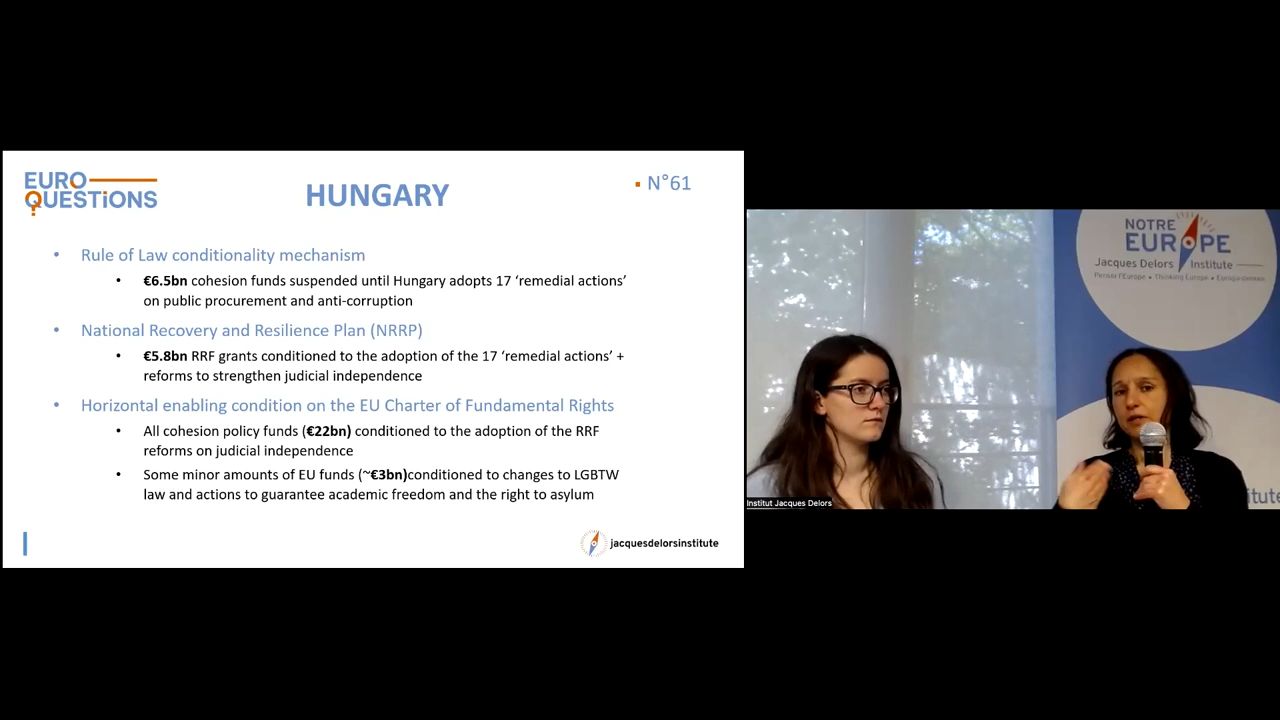 EURO
QUESTIONS
HUNGARY
▪ N°61
• Rule of Law conditionality mechanism
• €6.5bn cohesion funds suspended until Hungary adopts 17 ‘remedial actions’
on public procurement and anti-corruption
• National Recovery and Resilience Plan (NRRP)
• €5.8bn RRF grants conditioned to the adoption of the 17 ‘remedial actions’ +
reforms to strengthen judicial independence
• Horizontal enabling condition on the EU Charter of Fundamental Rights
• All cohesion policy funds (€22bn) conditioned to the adoption of the RRF
reforms on judicial independence
• Some minor amounts of EU funds (~€3bn)conditioned to changes to LGBTW
law and actions to guarantee academic freedom and the right to asylum
jacquesdelorsinstitute
NOTRE
EUROPE
Jacques Delors Institute
Penser l'Europe • Thinking Europe •
Institut Jacques Delors